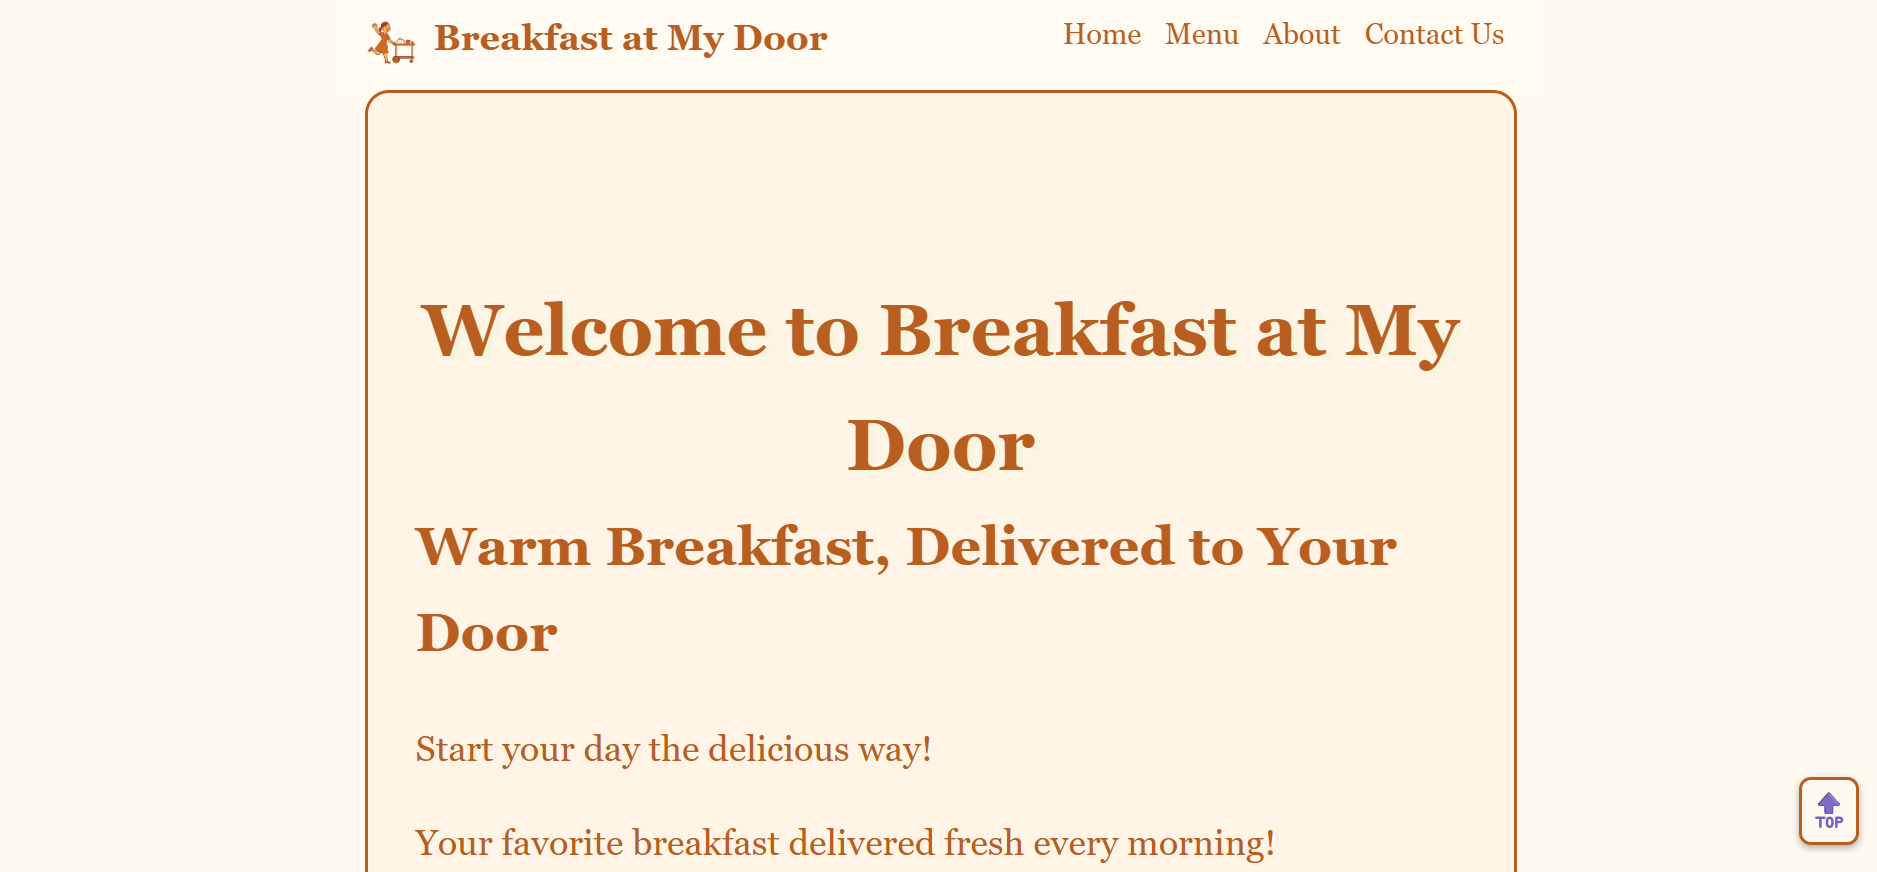 Breakfast at My Door
Home Menu About Contact Us
Welcome to Breakfast at My
Door
Warm Breakfast, Delivered to Your
Door
Start your day the delicious way!
Your favorite breakfast delivered fresh every morning!
TOP